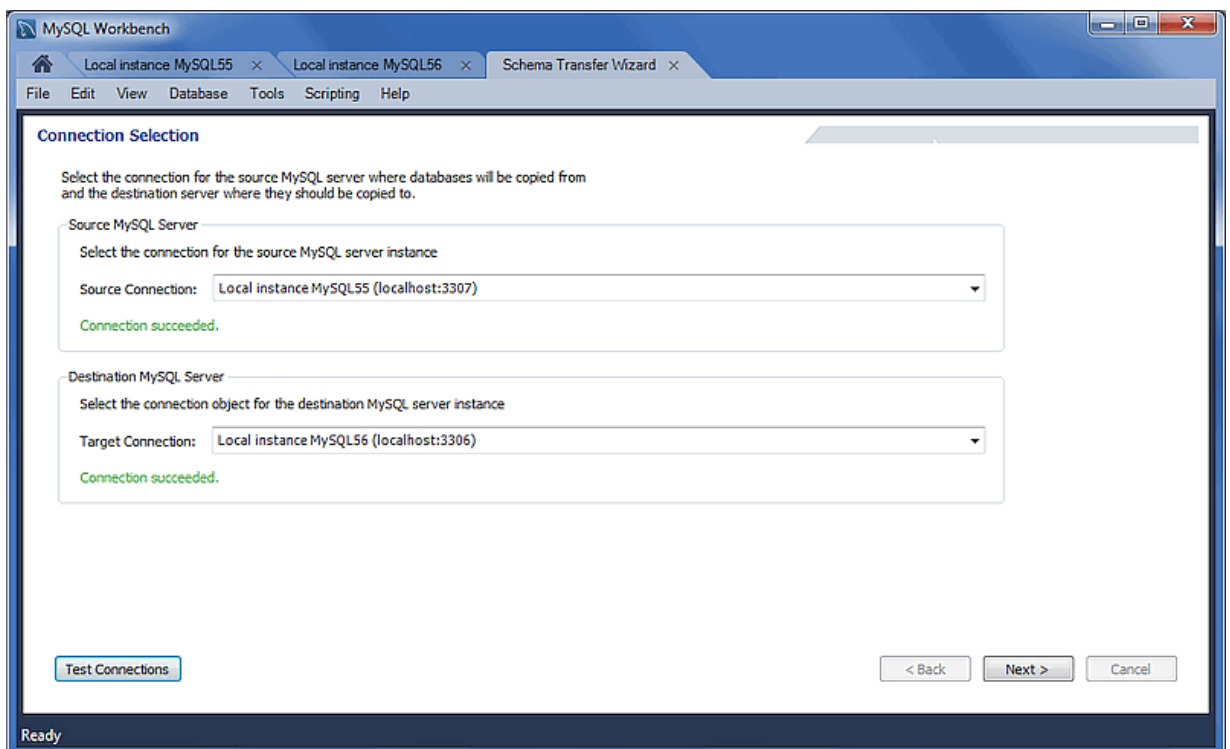 MySQL Workbench
Local instance MySQL55 Local instance MySQL56 Schema Transfer Wizard
File Edit View Database Tools Scripting Help
Connection Selection
Select the connection for the source MySQL server where databases will be copied from
and the destination server where they should be copied to.
Source MySQL Server
Select the connection for the source MySQL server instance
Source Connection: Local instance MySQL55 (localhost:3307)
Connection succeeded.
Destination MySQL Server
Select the connection object for the destination MySQL server instance
Target Connection: Local instance MySQL56 (localhost:3306)
Connection succeeded.
Test Connections < Back Next > Cancel
Ready